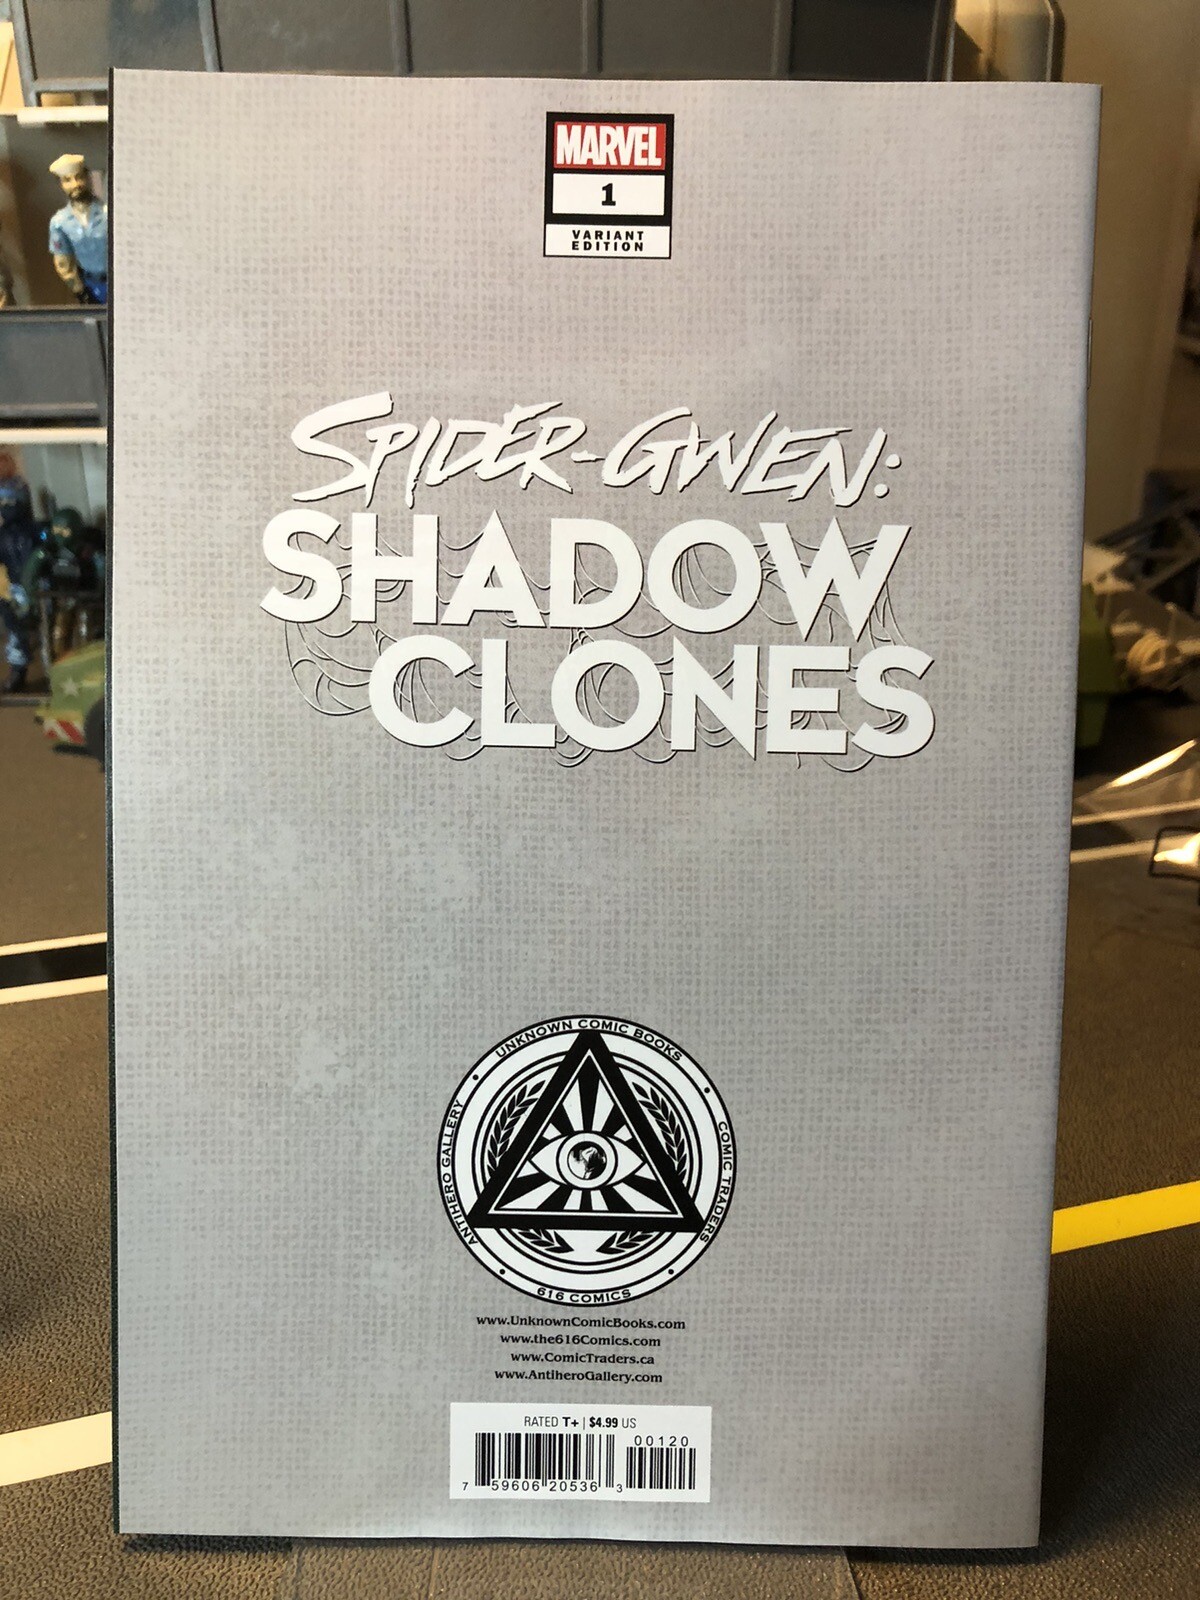 MARVEL
1
VARIANT
EDITION
SPIDER-GWEN:
SHADOW
CLONES
UNKNOWN COMIC BOOKS
ANTIHERO GALLERY
COMIC TRADERS
616 COMICS
www.UnknownComicBooks.com
www.the616Comics.com
www.ComicTraders.ca
www.AntiheroGallery.com
RATED T+ | $4.99 US
00120
7 59606 20536 3